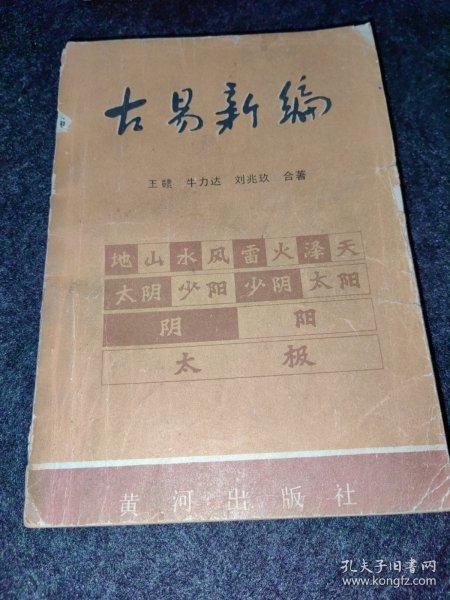 古易新编
王赣 牛力达 刘兆玖 合著
地山水风雷火泽天
太阴 少阳 少阴 太阳
阴 阳
太极
黄河出版社
孔夫子旧书网
www.kongfz.com